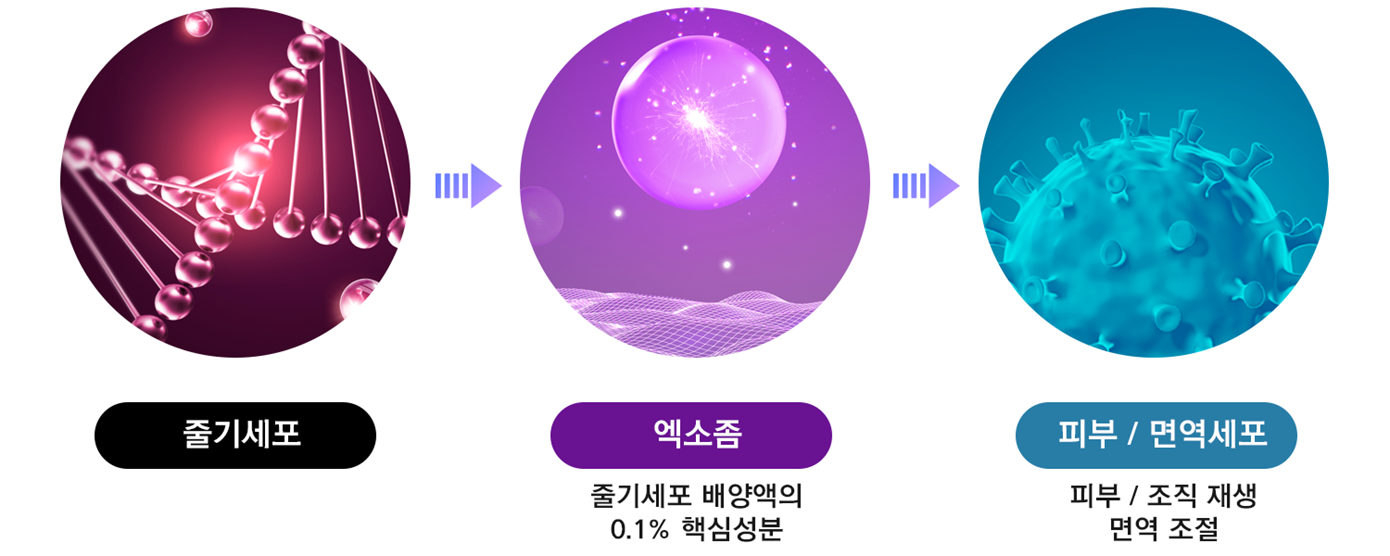 줄기세포
엑소좀
줄기세포 배양액의
0.1% 핵심성분
피부 / 면역세포
피부 / 조직 재생
면역 조절